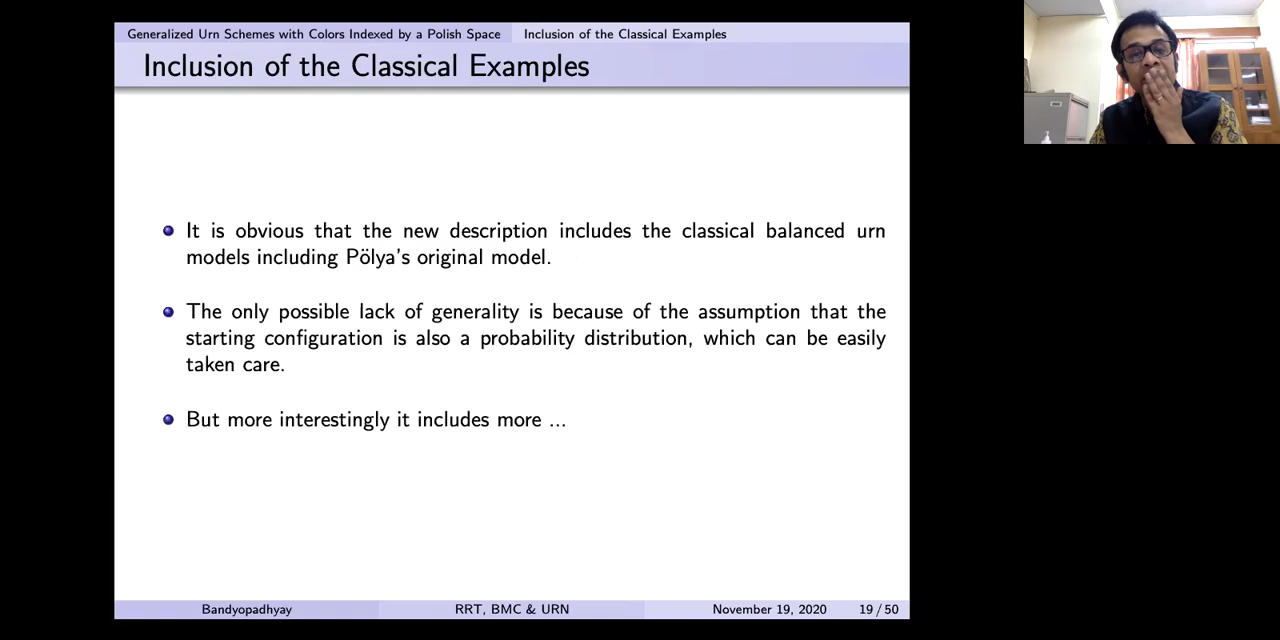 Generalized Urn Schemes with Colors Indexed by a Polish Space Inclusion of the Classical Examples
Inclusion of the Classical Examples
It is obvious that the new description includes the classical balanced urn
models including Pölya's original model.
The only possible lack of generality is because of the assumption that the
starting configuration is also a probability distribution, which can be easily
taken care.
But more interestingly it includes more ...
Bandyopadhyay RRT, BMC & URN November 19, 2020 19 / 50